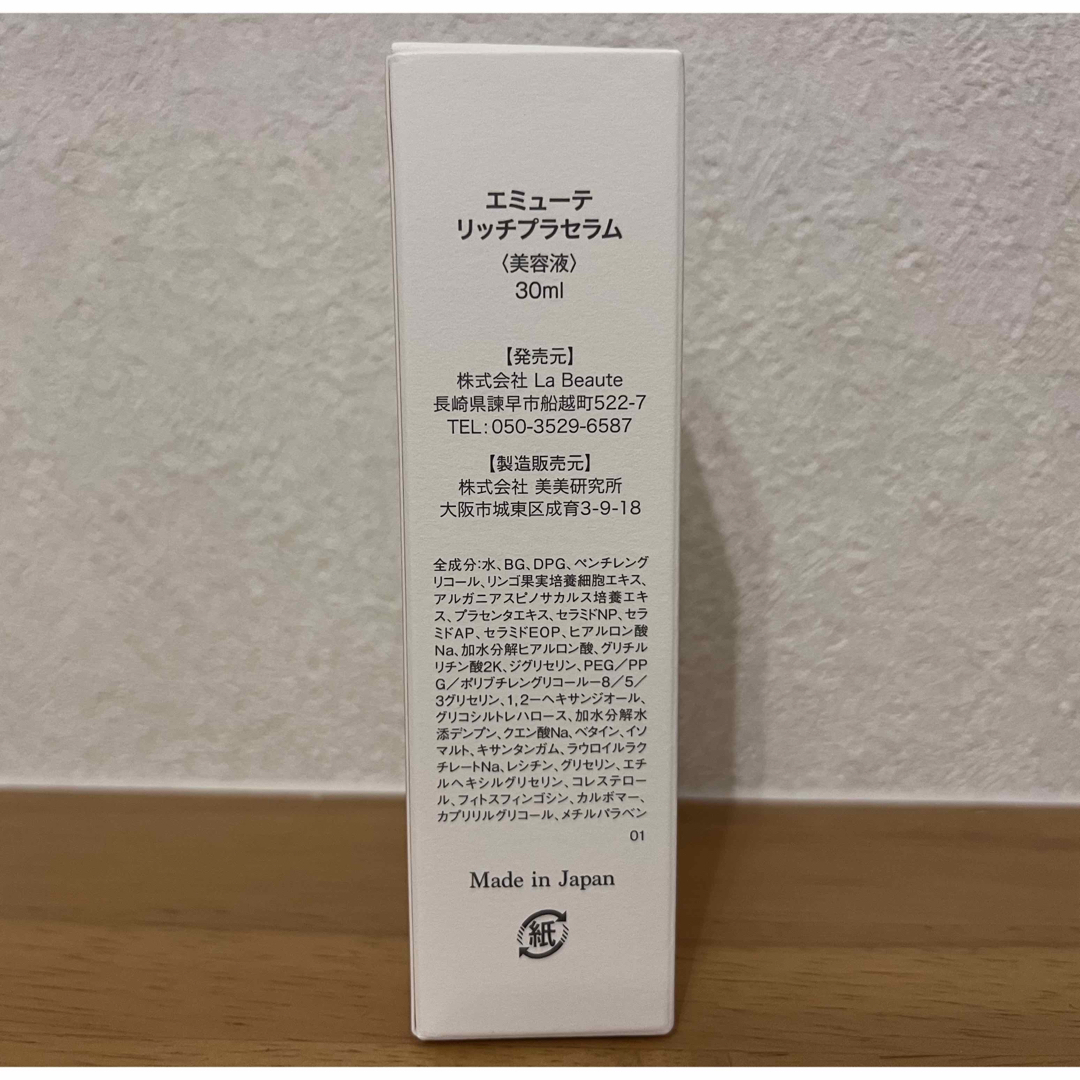 エミューテ
リッチプラセラム
〈美容液〉
30ml
【発売元】
株式会社 La Beaute
長崎県諫早市船越町522-7
TEL:050-3529-6587
【製造販売元】
株式会社 美美研究所
大阪市城東区成育3-9-18
全成分:水、BG、DPG、ペンチレング
リコール、リンゴ果実培養細胞エキス、
アルガニアスピノサカルス培養エキ
ス、プラセンタエキス、セラミドNP、セラ
ミドAP、セラミドEOP、ヒアルロン酸
Na、加水分解ヒアルロン酸、グリチル
リチン酸2K、ジグリセリン、PEG／PP
G／ポリブチレングリコールー8／5／
3グリセリン、1,2ーヘキサンジオール、
グリコシルトレハロース、加水分解水
添デンプン、クエン酸Na、ベタイン、イソ
マルト、キサンタンガム、ラウロイルラク
チレートNa、レシチン、グリセリン、エチ
ルヘキシルグリセリン、コレステロー
ル、フィトスフィンゴシン、カルボマー、
カプリリルグリコール、メチルパラベン
01
Made in Japan
紙